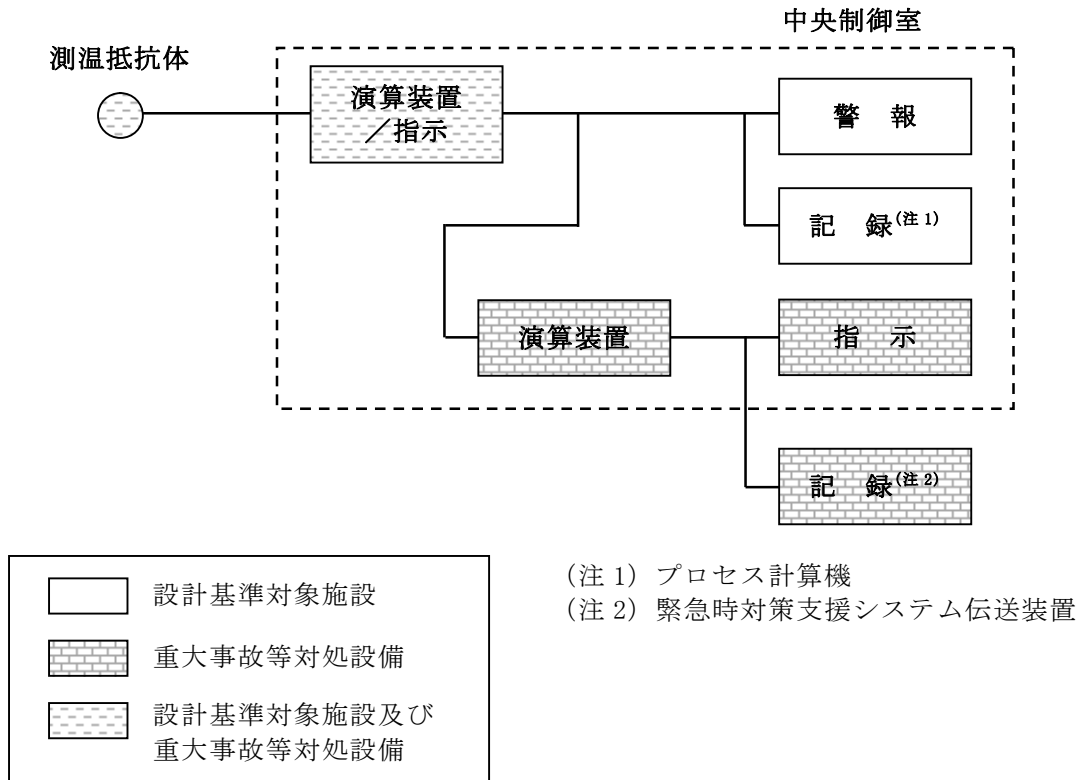 中央制御室
測温抵抗体
演算装置
／指示
警 報
記 録(注1)
演算装置
指 示
記 録(注2)
設計基準対象施設
重大事故等対処設備
設計基準対象施設及び
重大事故等対処設備
(注1) プロセス計算機
(注2) 緊急時対策支援システム伝送装置